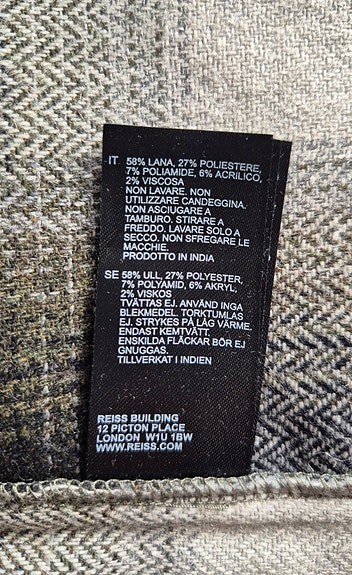 IT 58% LANA, 27% POLIESTERE,
7% POLIAMIDE, 6% ACRILICO,
2% VISCOSA
NON LAVARE. NON
UTILIZZARE CANDEGGINA.
NON ASCIUGARE A
TAMBURO. STIRARE A
FREDDO. LAVARE SOLO A
SECCO. NON SFREGARE LE
MACCHIE.
PRODOTTO IN INDIA
SE 58% ULL, 27% POLYESTER,
7% POLYAMID, 6% AKRYL,
2% VISKOS
TVÄTTAS EJ. ANVÄND INGA
BLEKMEDEL. TORKTUMLAS
EJ. STRYKES PÅ LÅG VÄRME.
ENDAST KEMTVÄTT.
ENSKILDA FLÄCKAR BÖR EJ
GNUGGAS.
TILLVERKAT I INDIEN
REISS BUILDING
12 PICTON PLACE
LONDON W1U 1BW
WWW.REISS.COM